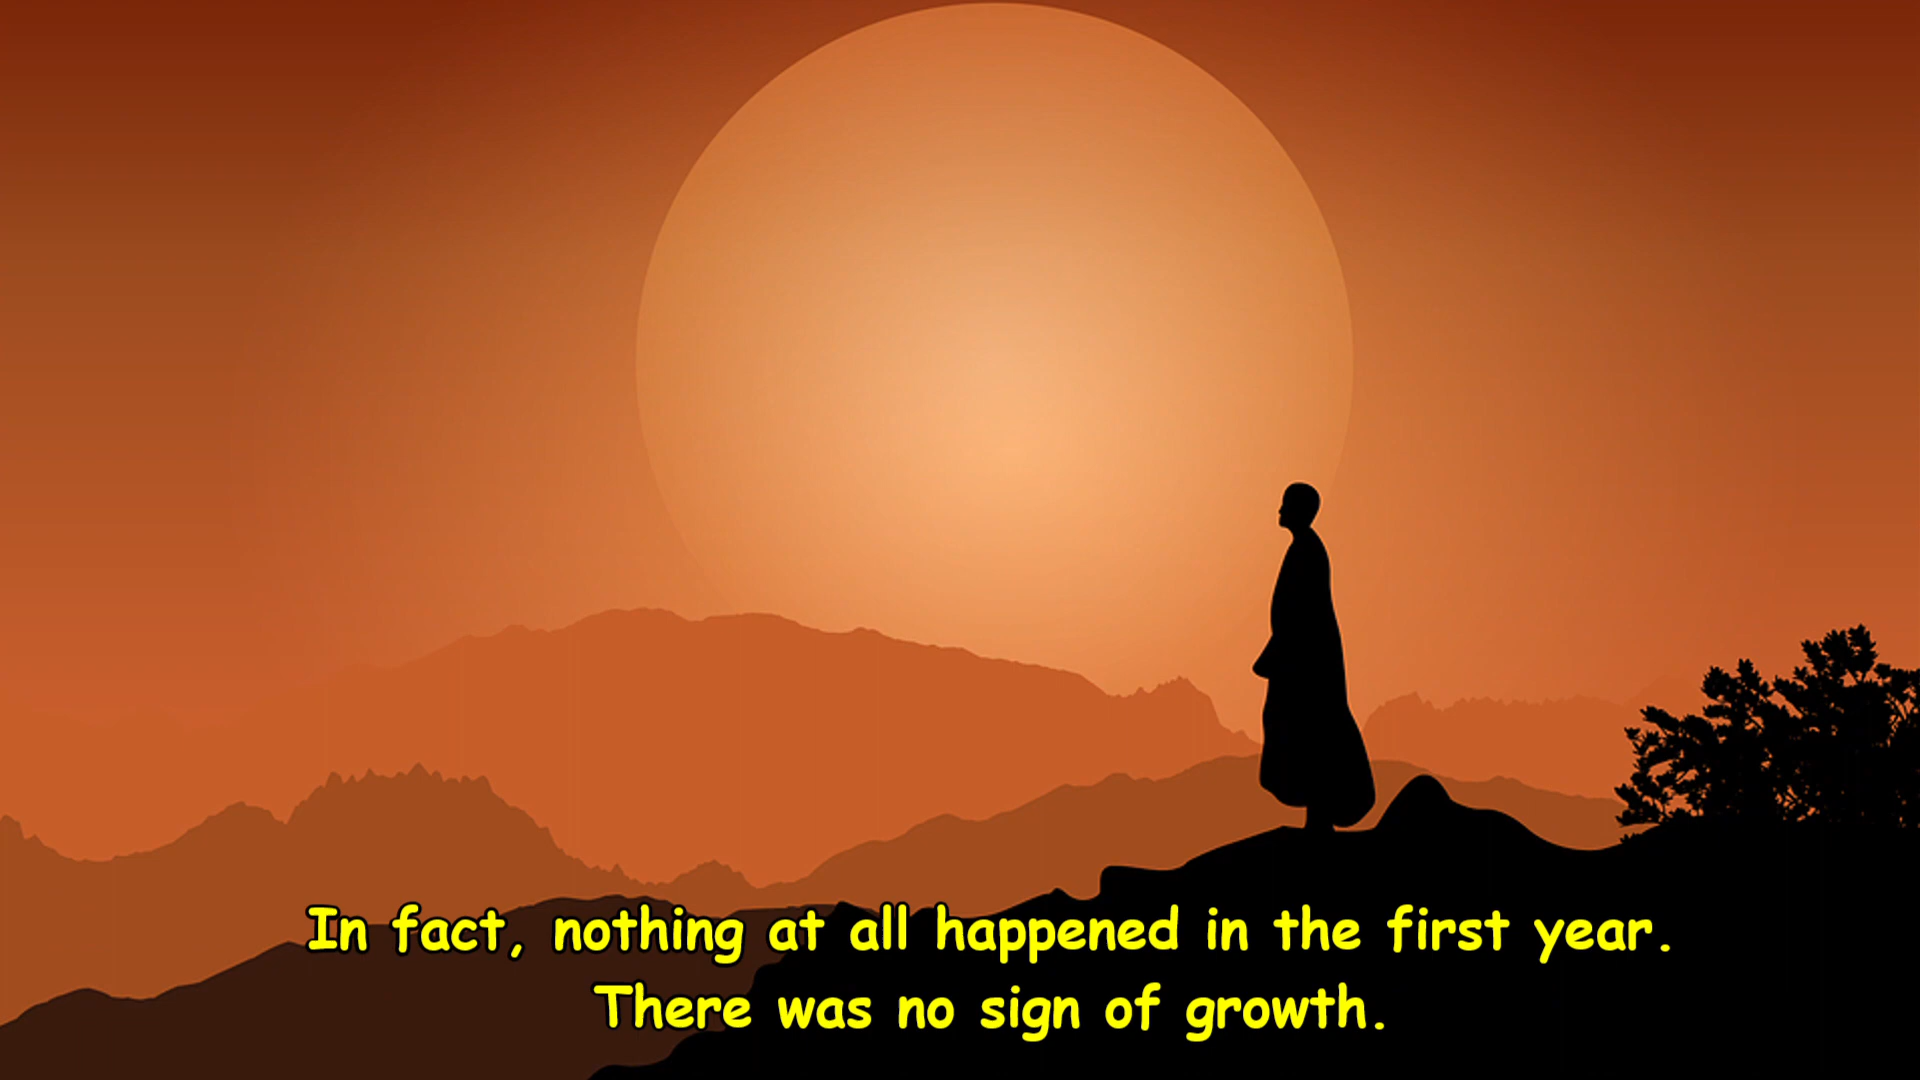 In fact, nothing at all happened in the first year.
There was no sign of growth.